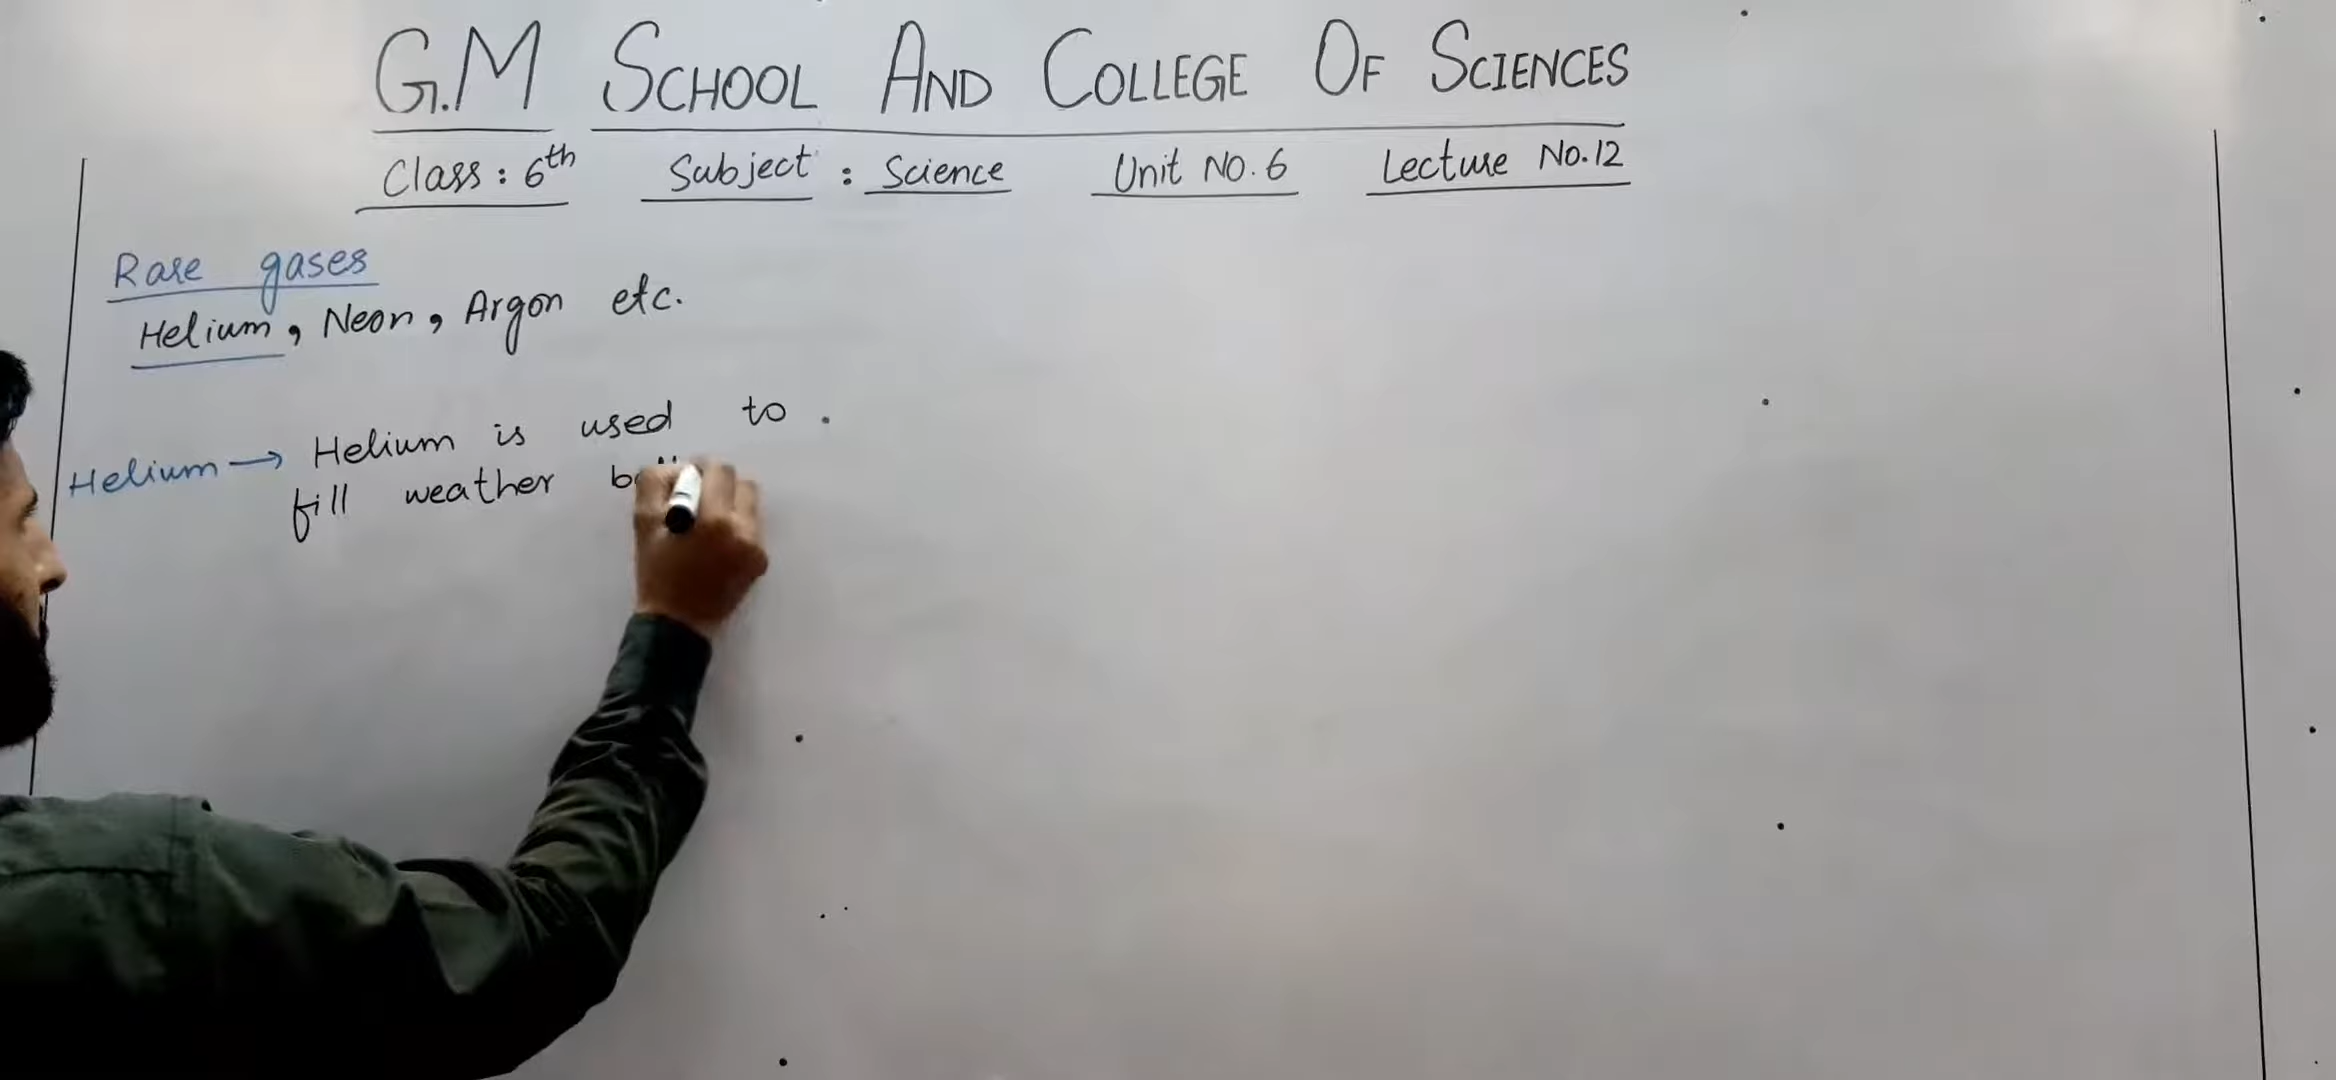 G.M SCHOOL AND COLLEGE OF SCIENCES
Class: 6th Subject: Science Unit No. 6 Lecture No.12
Rare gases
Helium, Neon, Argon etc.
Helium → Helium is used to
fill weather